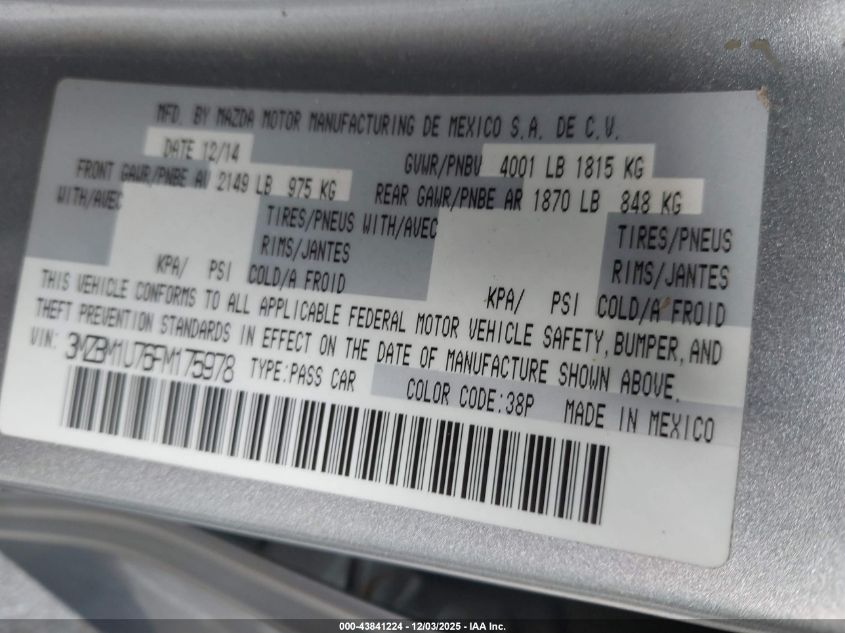 MFD. BY MAZDA MOTOR MANUFACTURING DE MEXICO S.A. DE C.V.
DATE 12/14 GVWR/PNBV 4001 LB 1815 KG
FRONT GAWR/PNBE AV 2149 LB 975 KG REAR GAWR/PNBE AR 1870 LB 848 KG
WITH/AVEC TIRES/PNEUS WITH/AVEC TIRES/PNEUS
RIMS/JANTES RIMS/JANTES
KPA/ PSI COLD/A FROID KPA/ PSI COLD/A FROID
THIS VEHICLE CONFORMS TO ALL APPLICABLE FEDERAL MOTOR VEHICLE SAFETY, BUMPER, AND
THEFT PREVENTION STANDARDS IN EFFECT ON THE DATE OF MANUFACTURE SHOWN ABOVE.
VIN: 3MZBM1U76FM175978 TYPE:PASS CAR COLOR CODE:38P MADE IN MEXICO
000-43841224 - 12/03/2025 - IAA Inc.